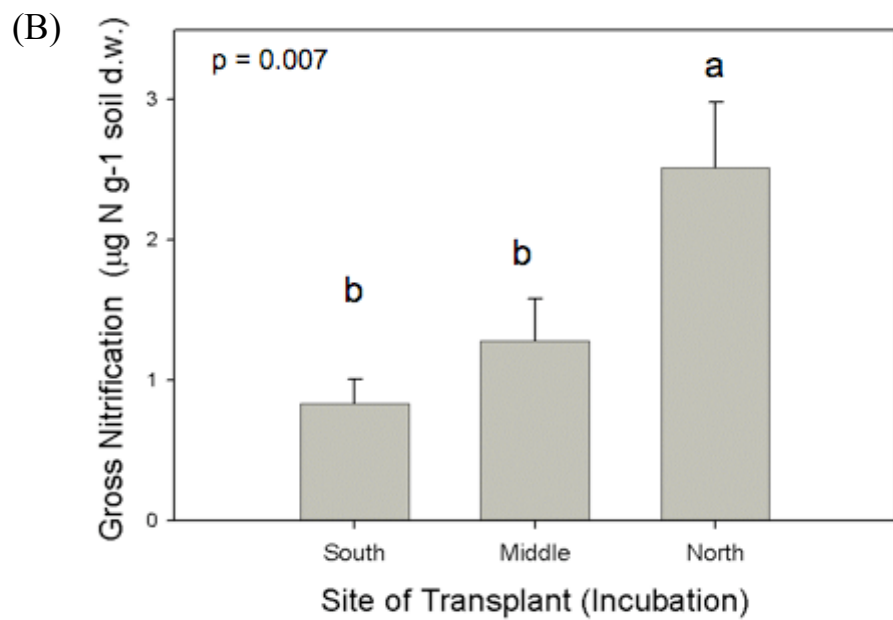 (B)
p = 0.007
a
3
2
b
b
1
0
Gross Nitrification (µg N g-1 soil d.w.)
South Middle North
Site of Transplant (Incubation)